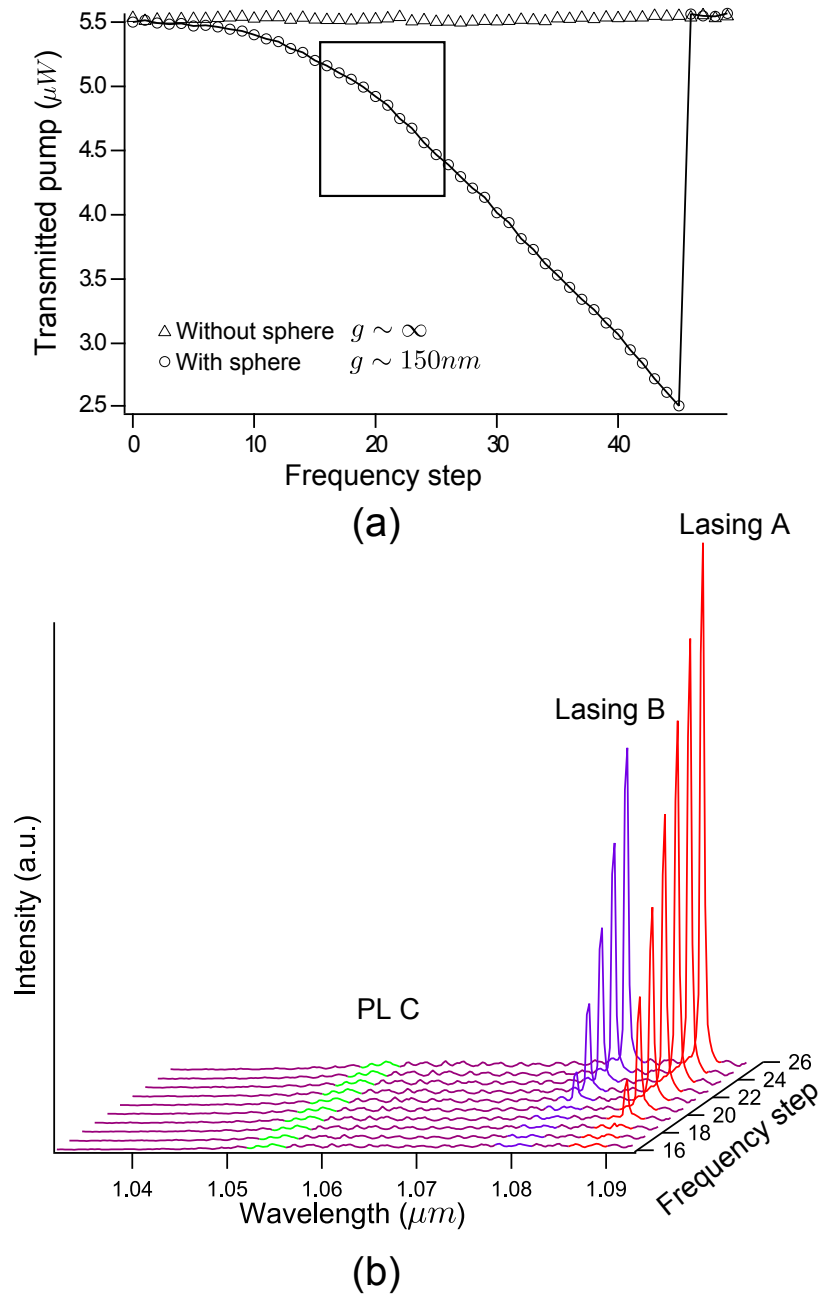 5.5
5.0
4.5
4.0
3.5
3.0
2.5
Transmitted pump (μW)
△ Without sphere g ∼ ∞
○ With sphere g ∼ 150nm
0 10 20 30 40
Frequency step
(a)
Lasing A
Lasing B
PL C
Intensity (a.u.)
26
24
22
20
18
16
Frequency step
1.04 1.05 1.06 1.07 1.08 1.09
Wavelength (μm)
(b)